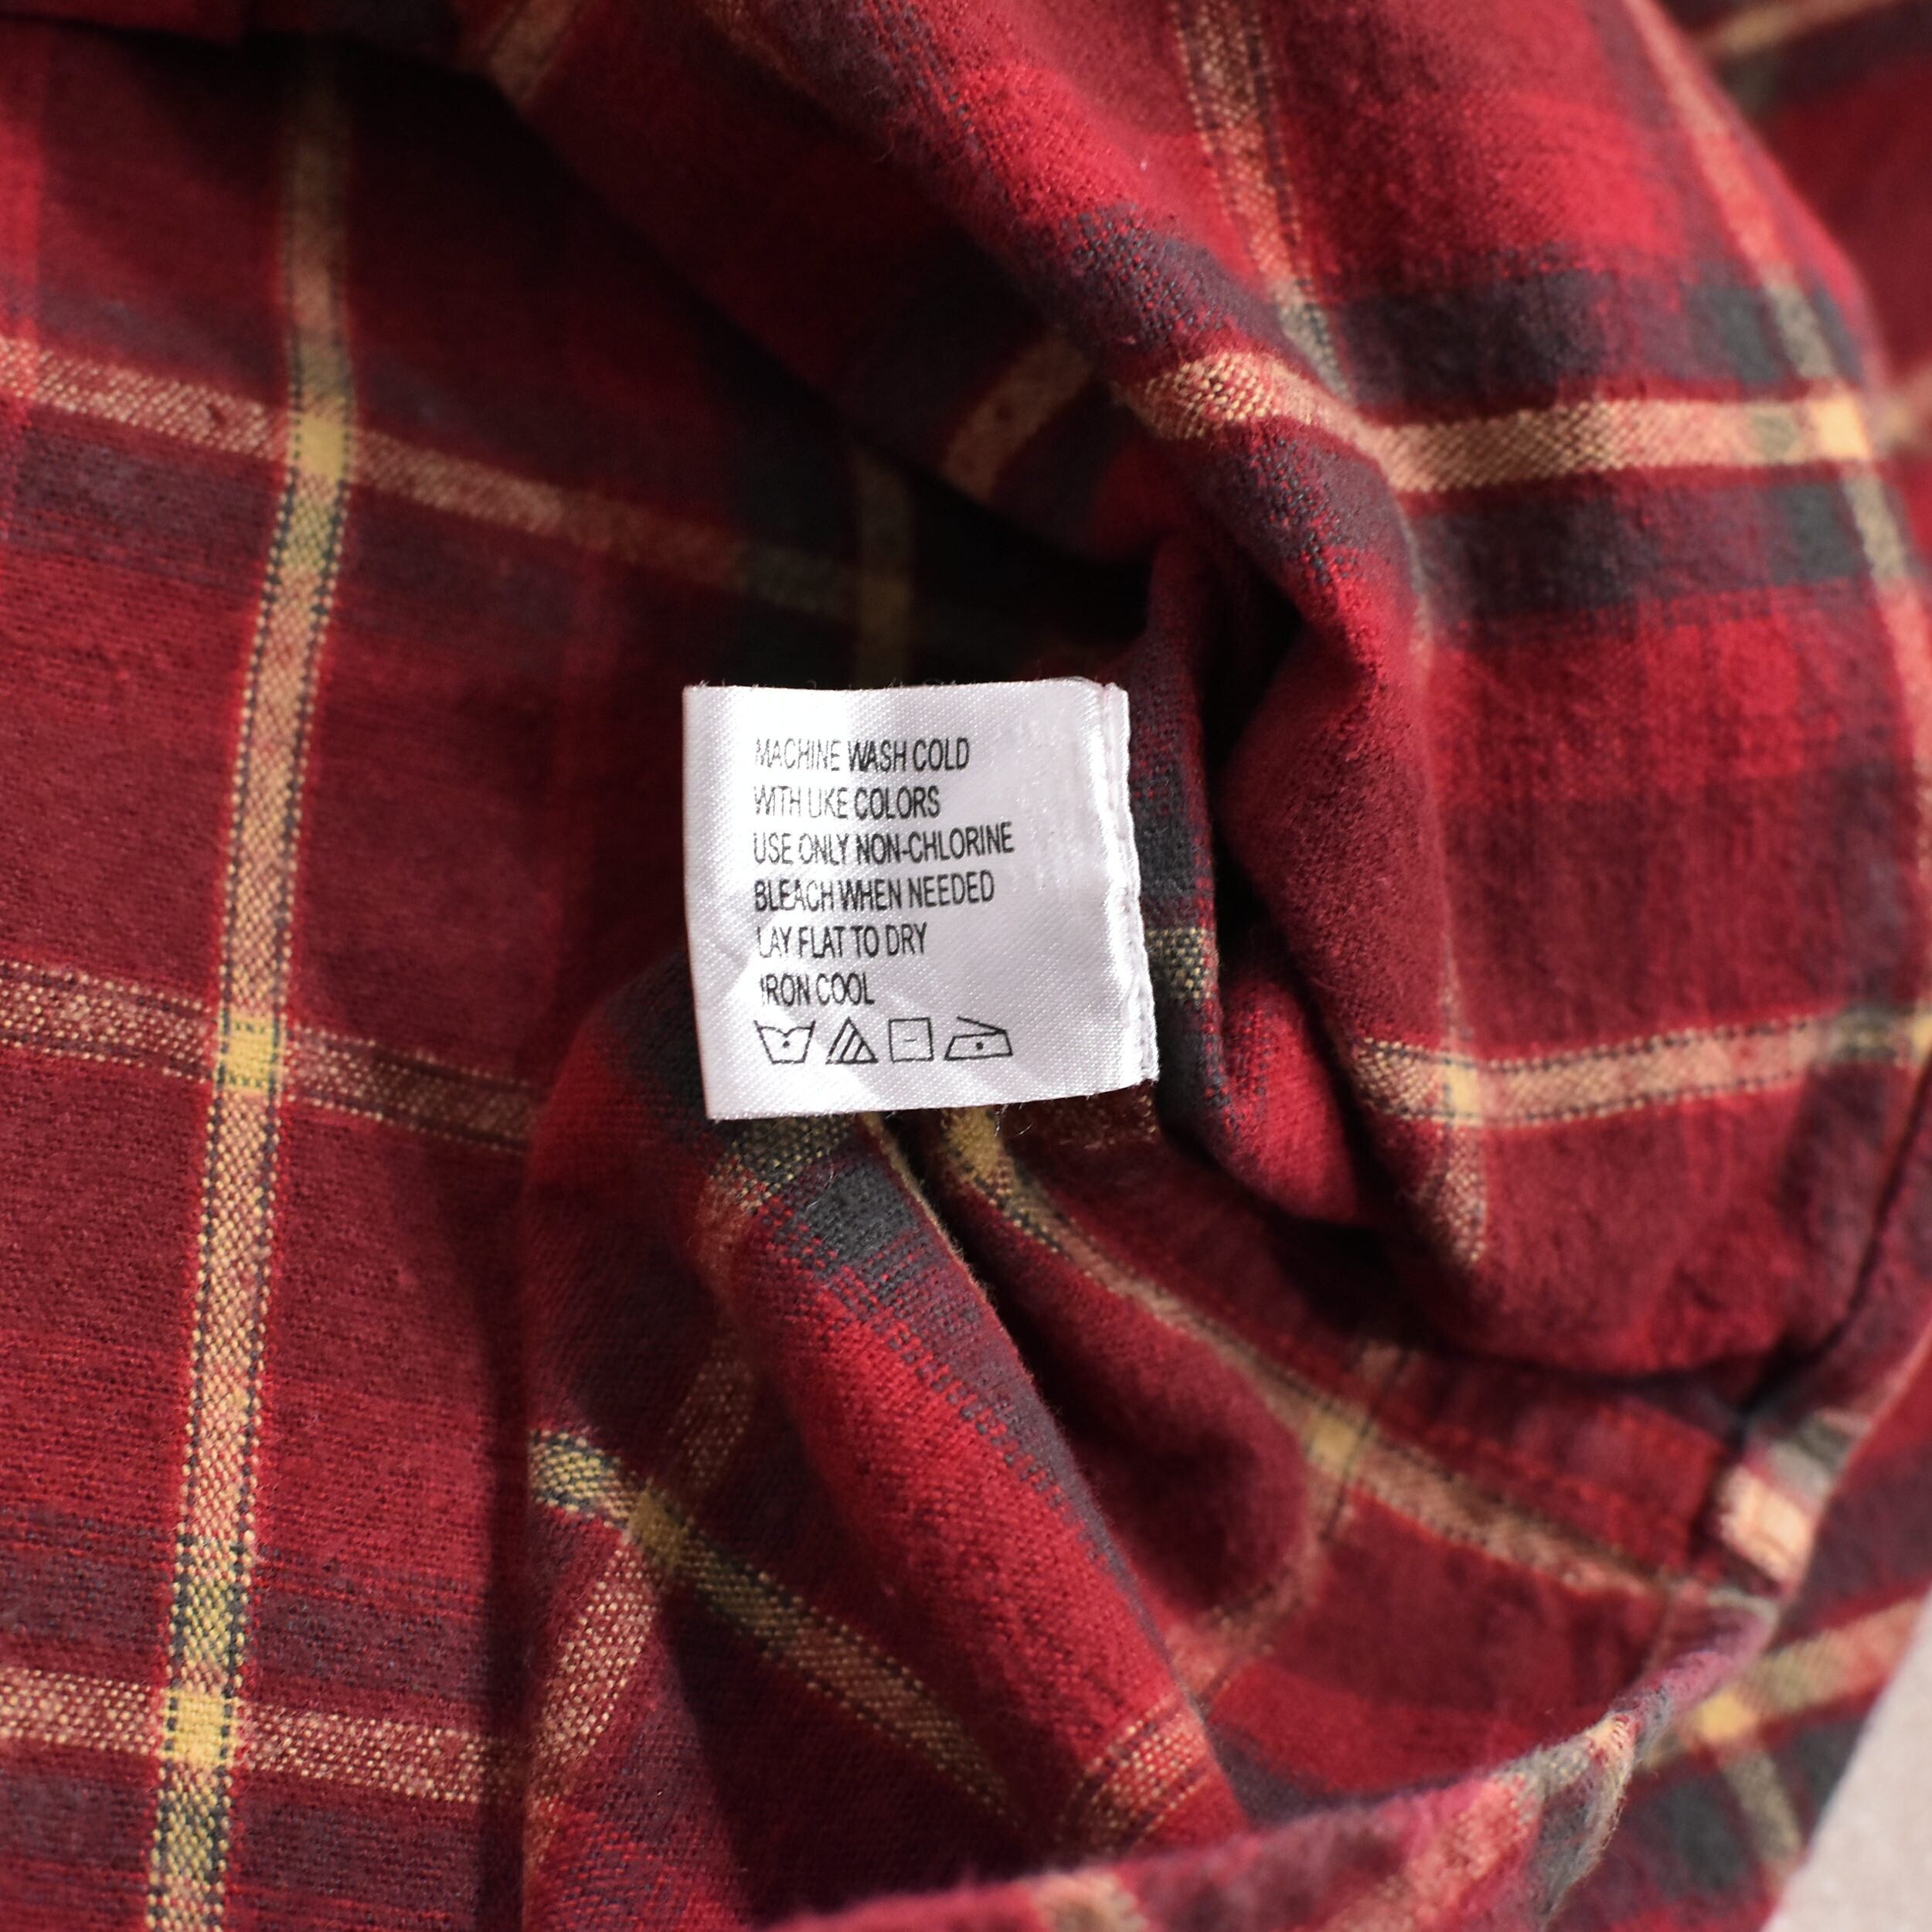 MACHINE WASH COLD
WITH LIKE COLORS
USE ONLY NON-CHLORINE
BLEACH WHEN NEEDED
LAY FLAT TO DRY
IRON COOL